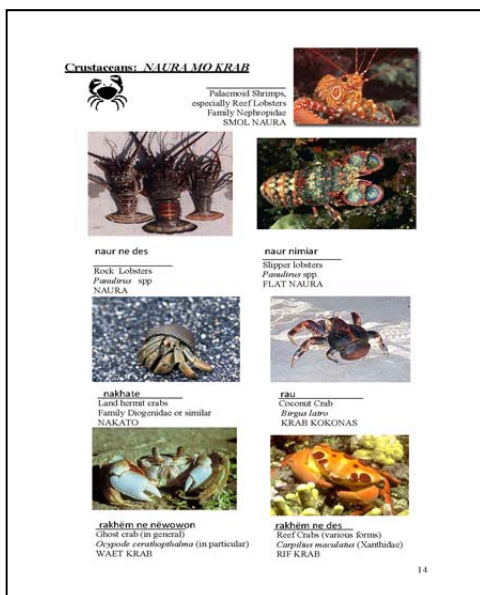 Crustaceans: NAURA MO KRAB
Palaemoid Shrimps,
especially Reef Lobsters
Family Nephropidae
SMOL NAURA
naur ne des
Rock Lobsters
Panulirus spp
NAURA
naur nimiar
Slipper lobsters
Panulirus spp.
FLAT NAURA
nakhate
Land hermit crabs
Family Diogenidae or similar
NAKATO
rau
Coconut Crab
Birgus latro
KRAB KOKONAS
rakhëm ne nëwowon
Ghost crab (in general)
Ocypode cerathopthalma (in particular)
WAET KRAB
rakhëm ne des
Reef Crabs (various forms)
Carpilius maculatus (Xanthidae)
RIF KRAB
14